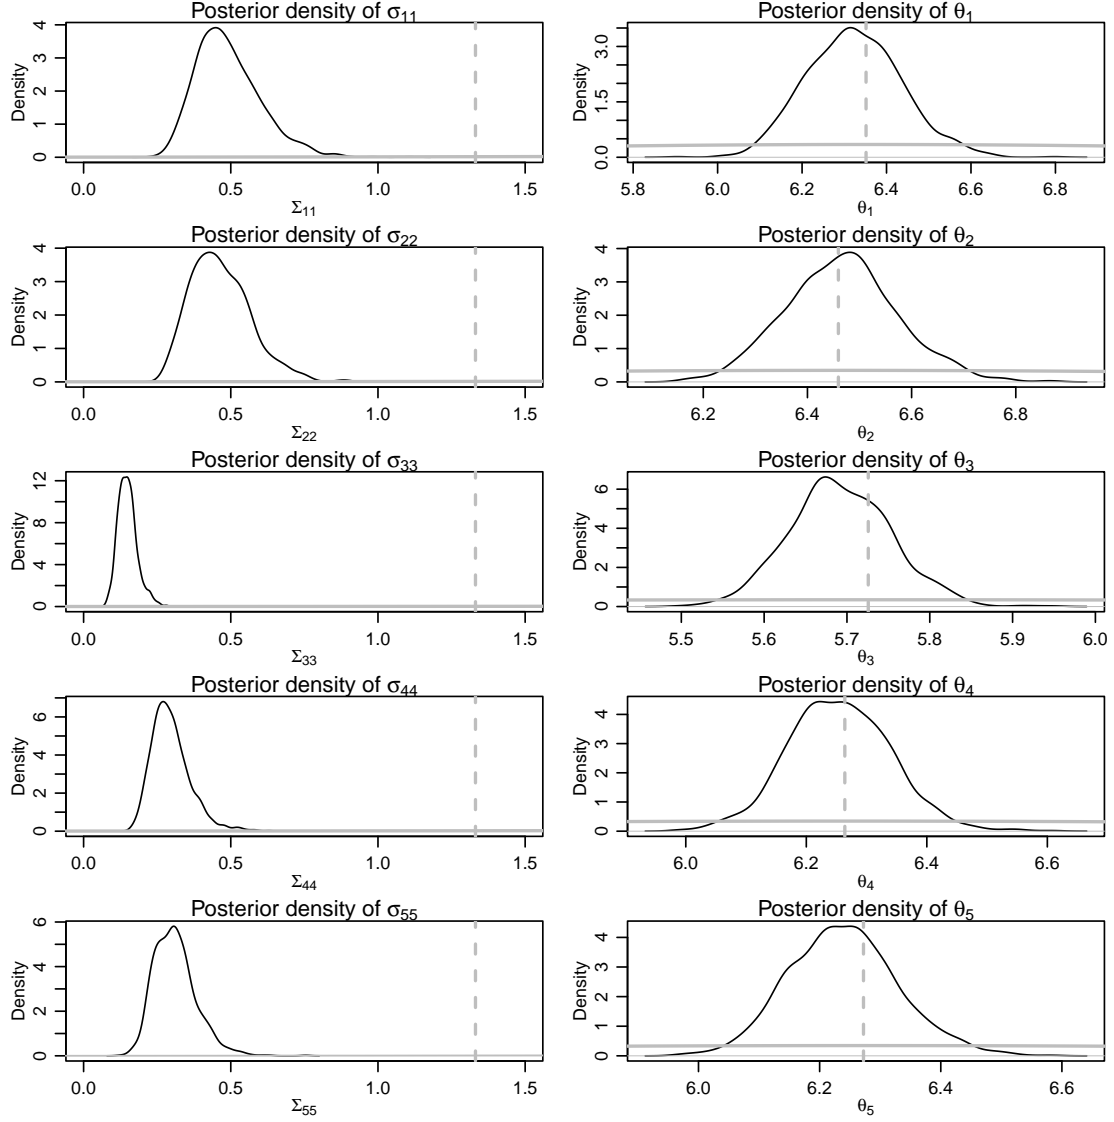 Posterior density of σ11
Density
0 1 2 3 4
0.0 0.5 1.0 1.5
Σ11
Posterior density of θ1
Density
0.0 1.5 3.0
5.8 6.0 6.2 6.4 6.6 6.8
θ1
Posterior density of σ22
Density
0 1 2 3 4
0.0 0.5 1.0 1.5
Σ22
Posterior density of θ2
Density
0 1 2 3 4
6.2 6.4 6.6 6.8
θ2
Posterior density of σ33
Density
0 4 8 12
0.0 0.5 1.0 1.5
Σ33
Posterior density of θ3
Density
0 2 4 6
5.5 5.6 5.7 5.8 5.9 6.0
θ3
Posterior density of σ44
Density
0 2 4 6
0.0 0.5 1.0 1.5
Σ44
Posterior density of θ4
Density
0 1 2 3 4
6.0 6.2 6.4 6.6
θ4
Posterior density of σ55
Density
0 2 4 6
0.0 0.5 1.0 1.5
Σ55
Posterior density of θ5
Density
0 1 2 3 4
6.0 6.2 6.4 6.6
θ5